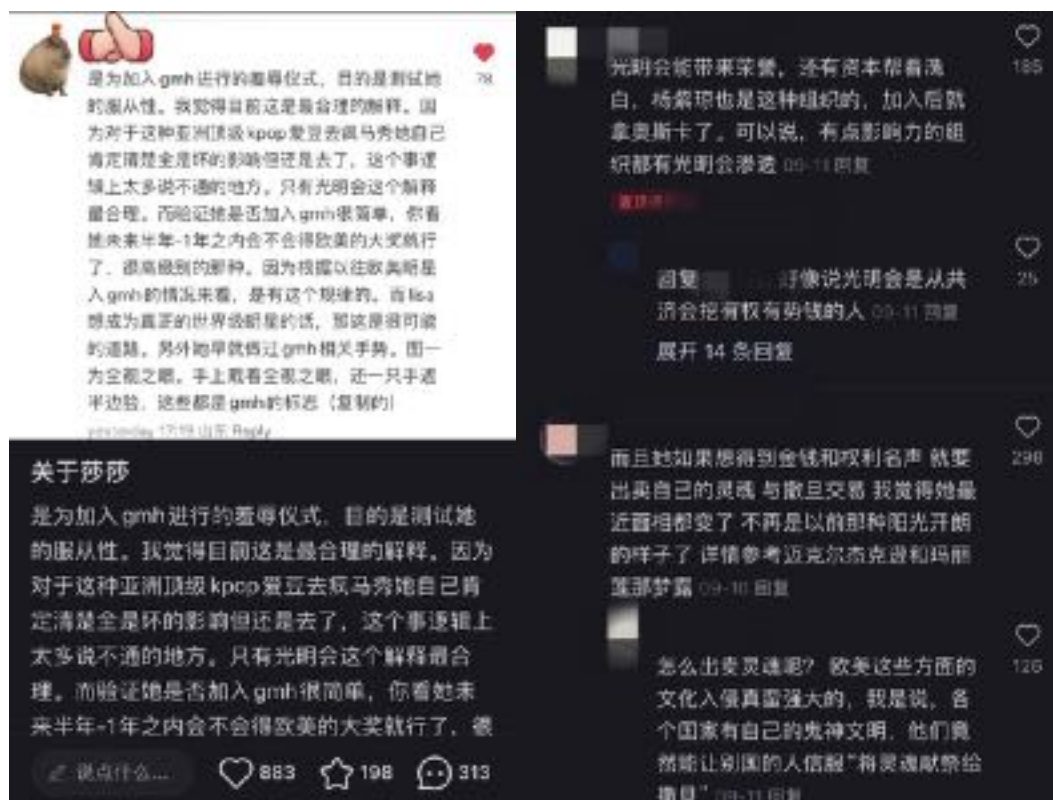 是为加入gmh进行的羞辱仪式，目的是测试她
的服从性。我觉得目前这是最合理的解释。因
为对于这种亚洲顶级kpop爱豆去疯马秀她自己
肯定清楚全是坏的影响但还是去了，这个事逻
辑上太多说不通的地方。只有光明会这个解释
最合理。而验证她是否加入gmh很简单，你看
她未来半年-1年之内会不会得欧美的大奖就行
了，很高级别的那种。因为根据以往欧美明星
入gmh的情况来看，是有这个规律的。而lisa
想成为真正的世界级明星的话，那这是很可能
的道路。另外她早就搞过gmh相关手势。图一
为全视之眼。手上戴着全视之眼，还一只手遮
半边脸，这些都是gmh的标志（复制的）
yesterday 17:19 山东 Reply
78
关于莎莎
是为加入gmh进行的羞辱仪式，目的是测试她
的服从性。我觉得目前这是最合理的解释。因为
对于这种亚洲顶级kpop爱豆去疯马秀她自己肯
定清楚全是坏的影响但还是去了，这个事逻辑上
太多说不通的地方。只有光明会这个解释最合
理。而验证她是否加入gmh很简单，你看她未
来半年-1年之内会不会得欧美的大奖就行了，很
说点什么...
883
198
313
光明会能带来荣誉，还有资本帮着洗
白，杨紫琼也是这种组织的，加入后就
拿奥斯卡了。可以说，有点影响力的组
织都有光明会渗透 09-11 回复
185
回复
好像说光明会是从共
济会挖有权有势钱的人 09-11 回复
25
展开 14 条回复
而且她如果想得到金钱和权利名声 就要
出卖自己的灵魂 与撒旦交易 我觉得她最
近面相都变了 不再是以前那种阳光开朗
的样子了 详情参考迈克尔杰克逊和玛丽
莲那梦露 09-10 回复
298
怎么出卖灵魂呢？ 欧美这些方面的
文化入侵真蛮强大的，我是说，各
个国家有自己的鬼神文明，他们竟
然能让别国的人信服“将灵魂献祭给
撒旦” 09-11 回复
126